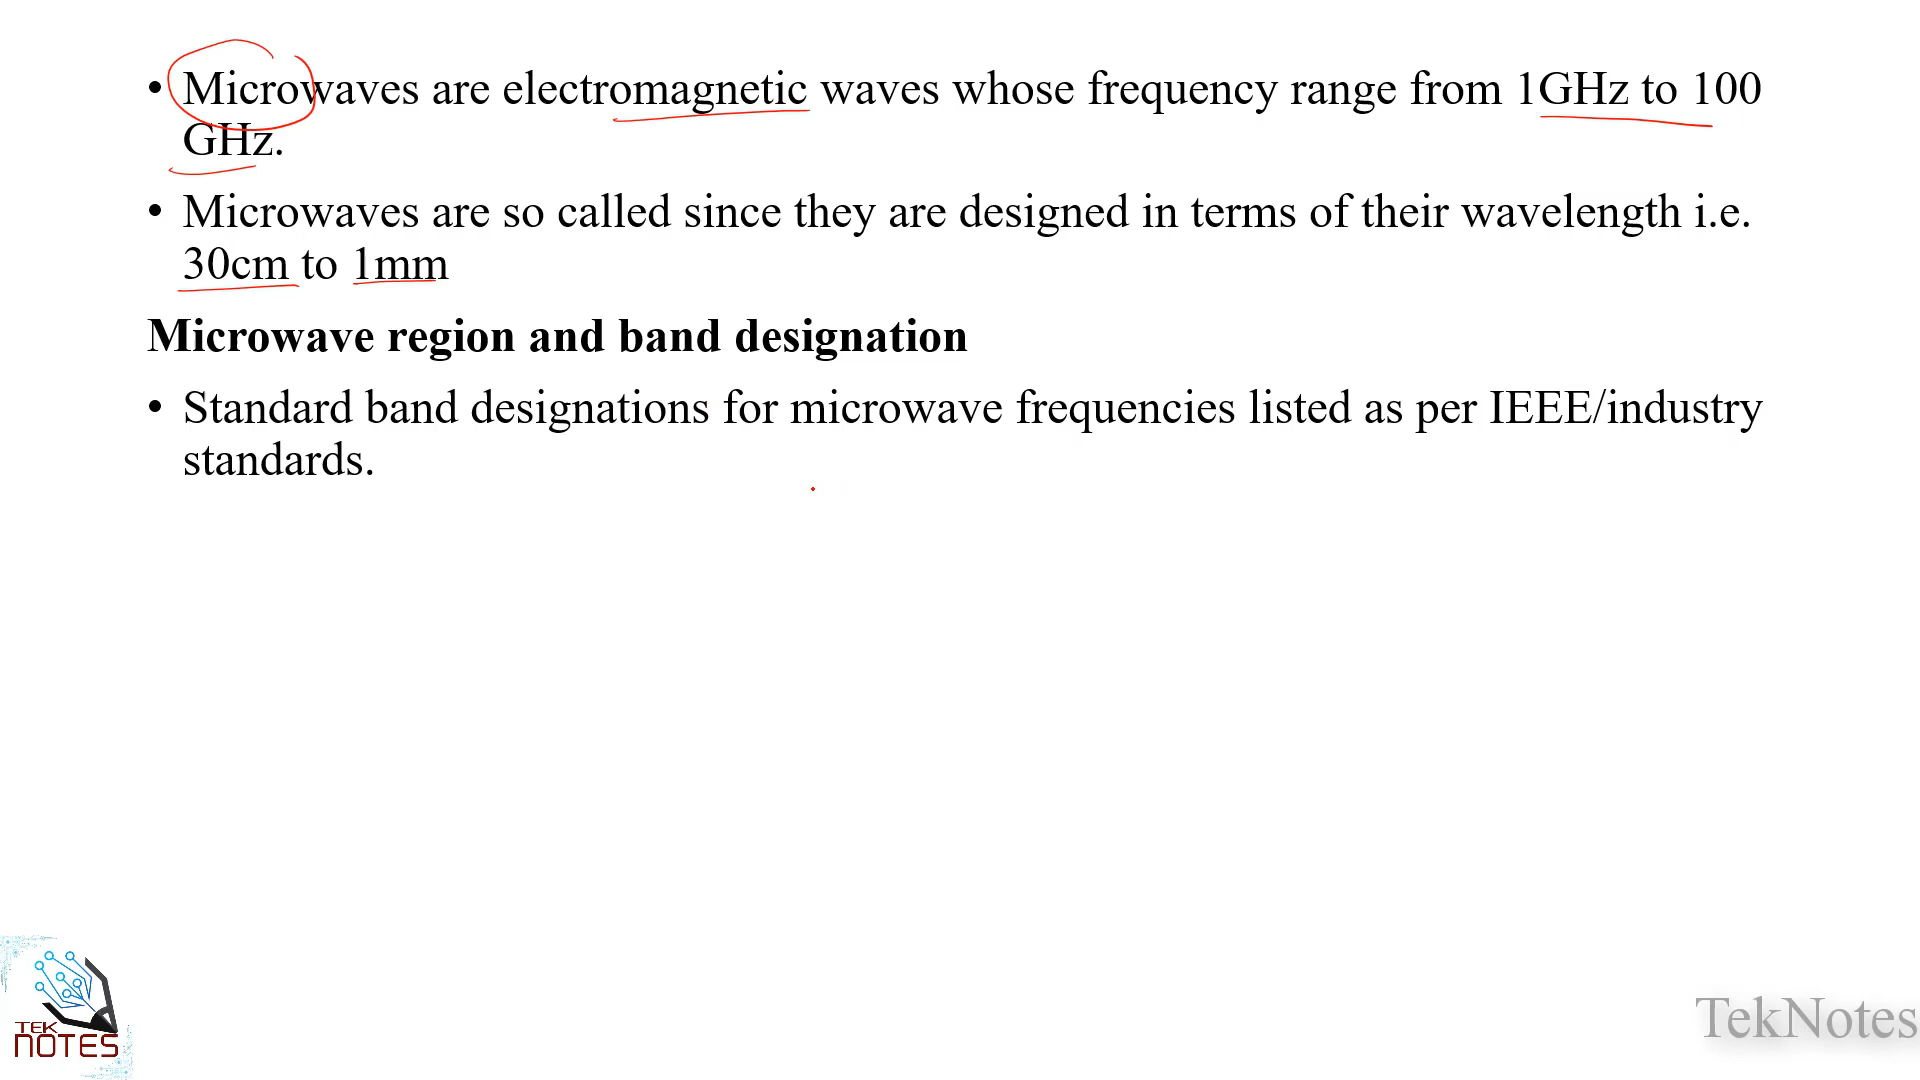 • Microwaves are electromagnetic waves whose frequency range from 1GHz to 100
GHz.
• Microwaves are so called since they are designed in terms of their wavelength i.e.
30cm to 1mm
Microwave region and band designation
• Standard band designations for microwave frequencies listed as per IEEE/industry
standards.
TEK
NOTES
TekNotes